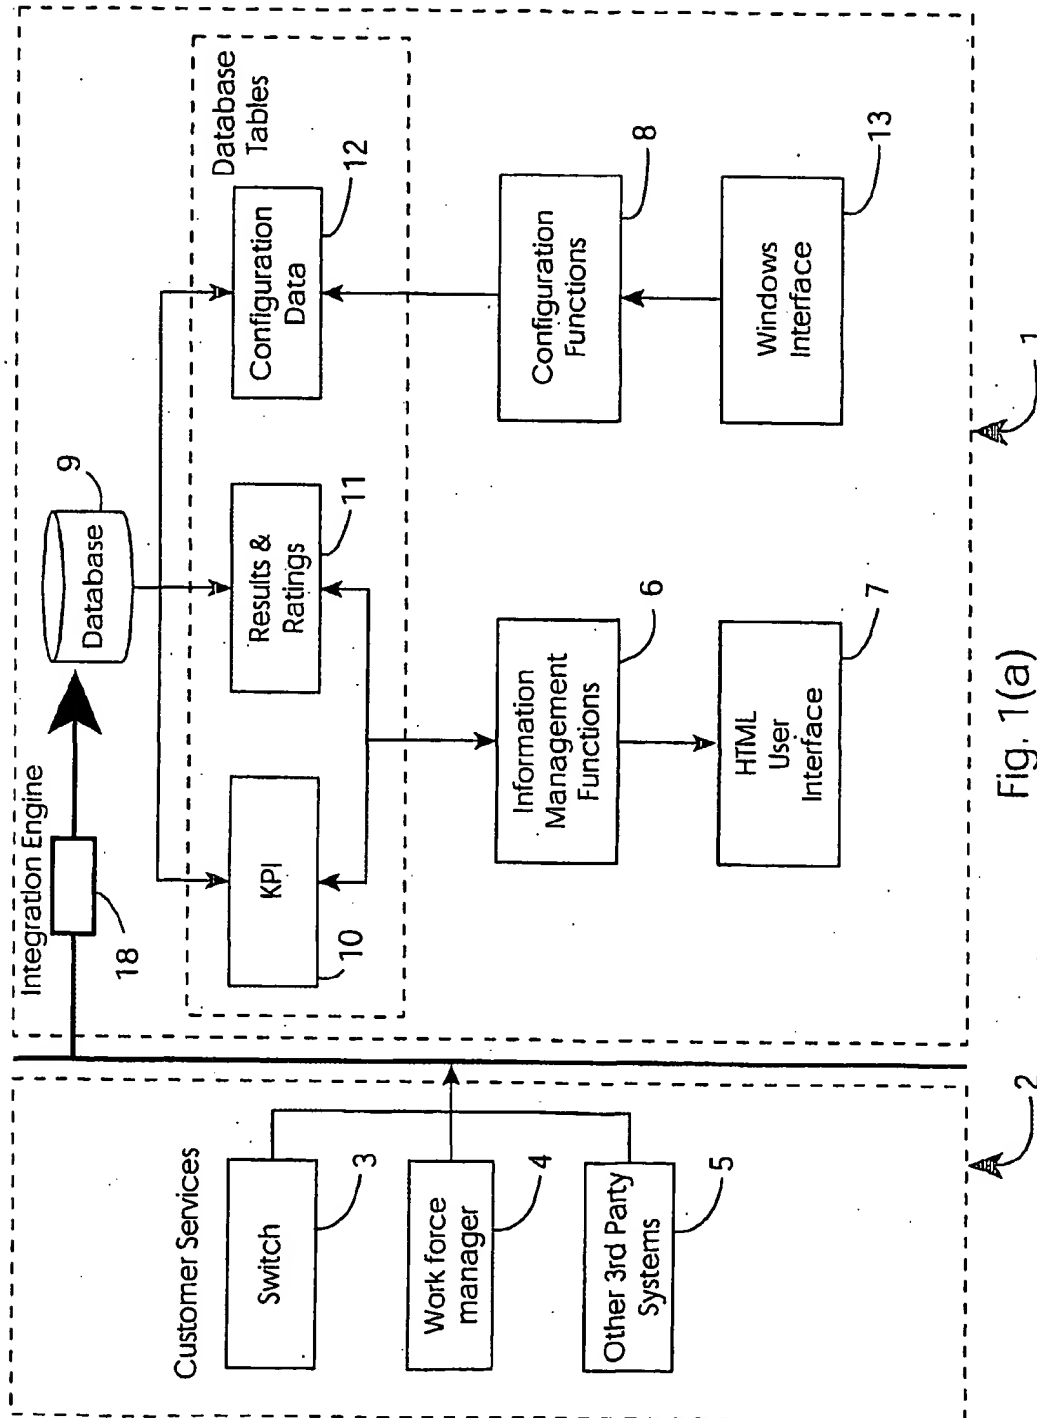 Customer Services
Switch
3
Work force
manager
4
Other 3rd Party
Systems
5
2
Integration Engine
18
Database
9
Database
Tables
KPI
10
Results &
Ratings
11
Configuration
Data
12
Information
Management
Functions
6
Configuration
Functions
8
HTML
User
Interface
7
Windows
Interface
13
1
Fig. 1(a)